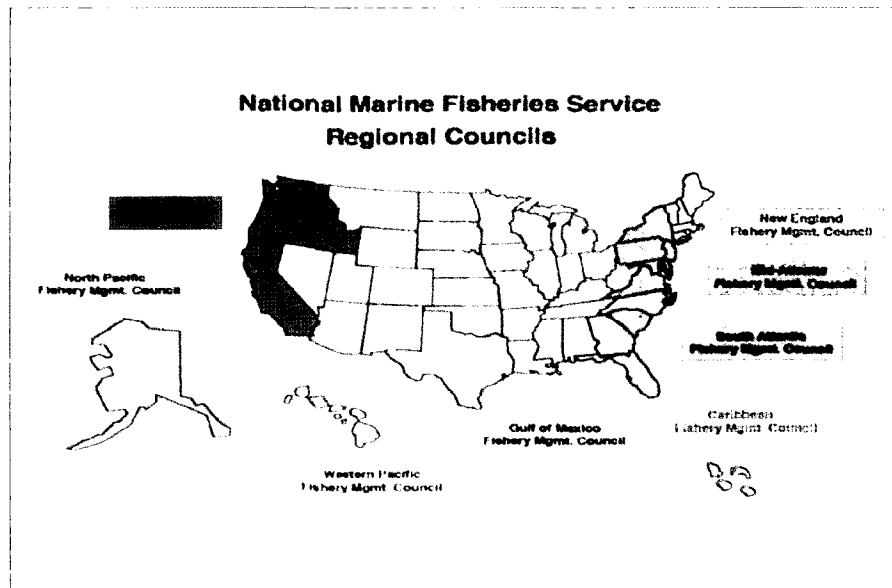 National Marine Fisheries Service
Regional Councils
New England
Fishery Mgmt. Council
North Pacific
Fishery Mgmt. Council
Mid-Atlantic
Fishery Mgmt. Council
South Atlantic
Fishery Mgmt. Council
Caribbean
Fishery Mgmt. Council
Gulf of Mexico
Fishery Mgmt. Council
Western Pacific
Fishery Mgmt. Council